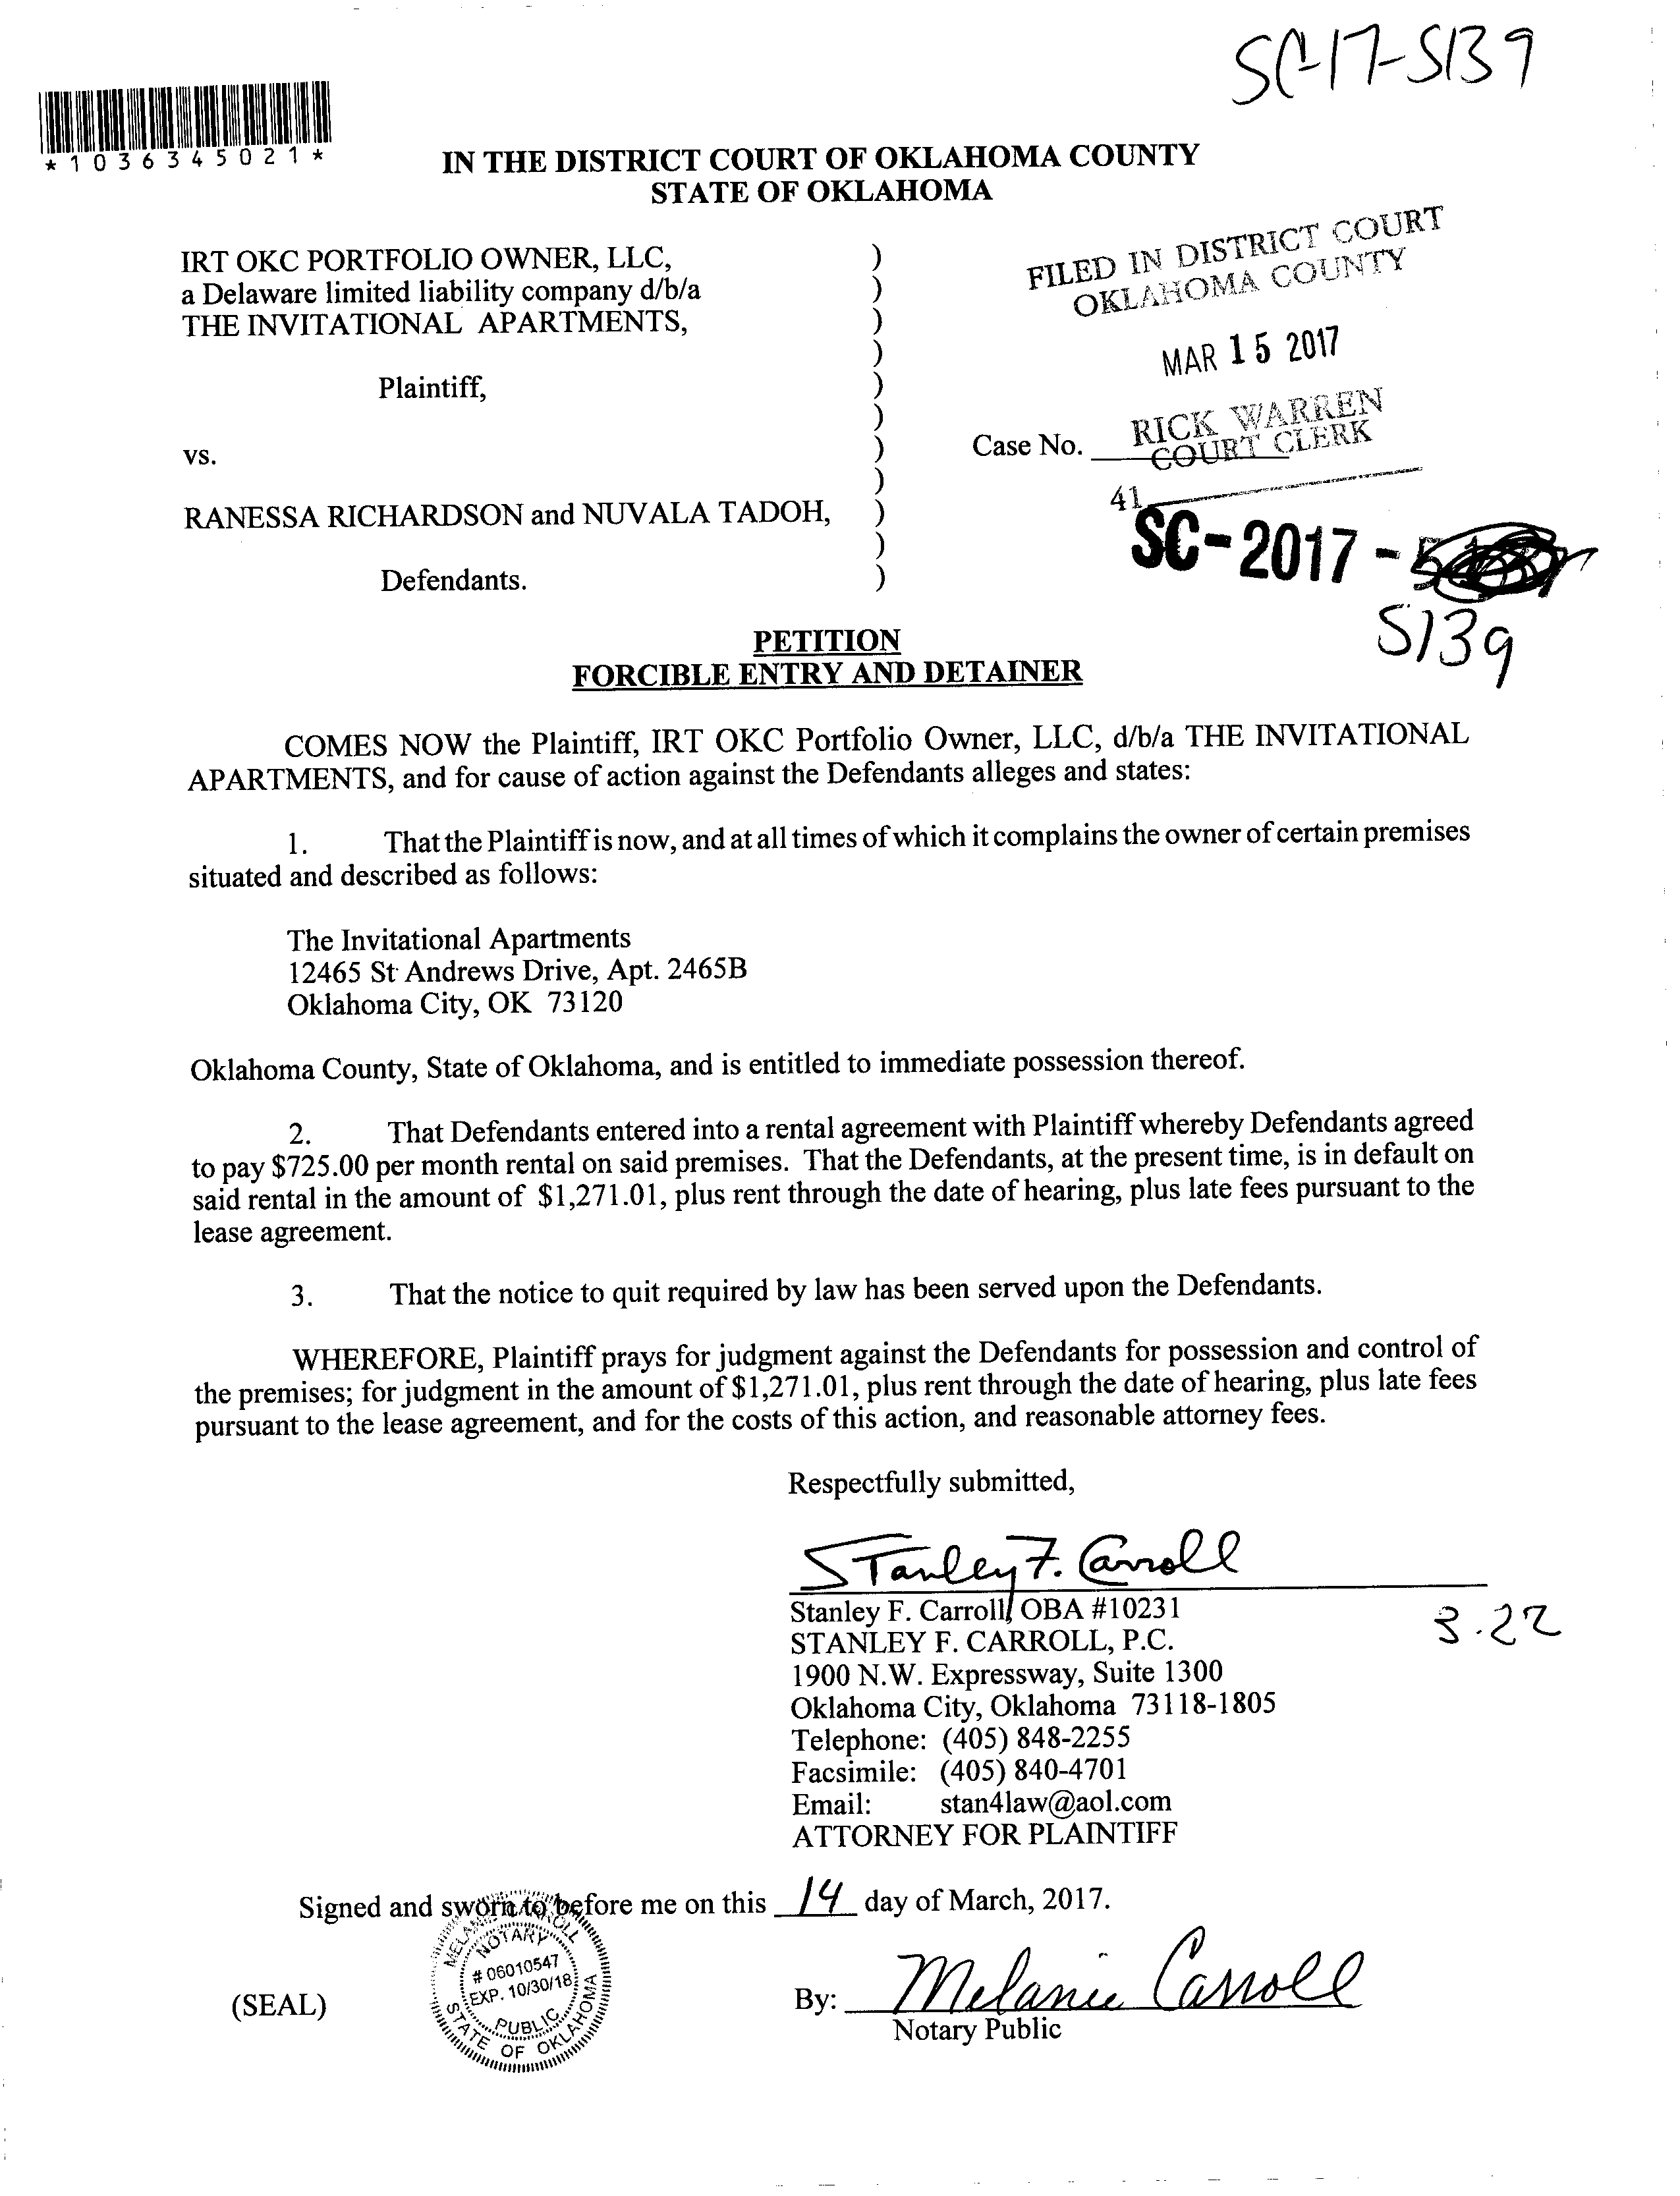 SC-17-5139
*1036345021*
IN THE DISTRICT COURT OF OKLAHOMA COUNTY
STATE OF OKLAHOMA
IRT OKC PORTFOLIO OWNER, LLC, )
a Delaware limited liability company d/b/a )
THE INVITATIONAL APARTMENTS, )
)
Plaintiff, )
)
vs. )
)
RANESSA RICHARDSON and NUVALA TADOH, )
)
Defendants. )
FILED IN DISTRICT COURT
OKLAHOMA COUNTY
MAR 15 2017
RICK WARREN
COURT CLERK
Case No.
41
SC-2017-
5139
PETITION
FORCIBLE ENTRY AND DETAINER
COMES NOW the Plaintiff, IRT OKC Portfolio Owner, LLC, d/b/a THE INVITATIONAL
APARTMENTS, and for cause of action against the Defendants alleges and states:
1. That the Plaintiff is now, and at all times of which it complains the owner of certain premises
situated and described as follows:
The Invitational Apartments
12465 St Andrews Drive, Apt. 2465B
Oklahoma City, OK 73120
Oklahoma County, State of Oklahoma, and is entitled to immediate possession thereof.
2. That Defendants entered into a rental agreement with Plaintiff whereby Defendants agreed
to pay $725.00 per month rental on said premises. That the Defendants, at the present time, is in default on
said rental in the amount of $1,271.01, plus rent through the date of hearing, plus late fees pursuant to the
lease agreement.
3. That the notice to quit required by law has been served upon the Defendants.
WHEREFORE, Plaintiff prays for judgment against the Defendants for possession and control of
the premises; for judgment in the amount of $1,271.01, plus rent through the date of hearing, plus late fees
pursuant to the lease agreement, and for the costs of this action, and reasonable attorney fees.
Respectfully submitted,
Stanley F. Carroll
Stanley F. Carroll, OBA #10231
STANLEY F. CARROLL, P.C.
3.22
1900 N.W. Expressway, Suite 1300
Oklahoma City, Oklahoma 73118-1805
Telephone: (405) 848-2255
Facsimile: (405) 840-4701
Email: stan4law@aol.com
ATTORNEY FOR PLAINTIFF
Signed and sworn to before me on this 14 day of March, 2017.
(SEAL)
MELANIE CARROLL
NOTARY
# 06010547
EXP. 10/30/18
PUBLIC
STATE OF OKLAHOMA
By: Melanie Carroll
Notary Public